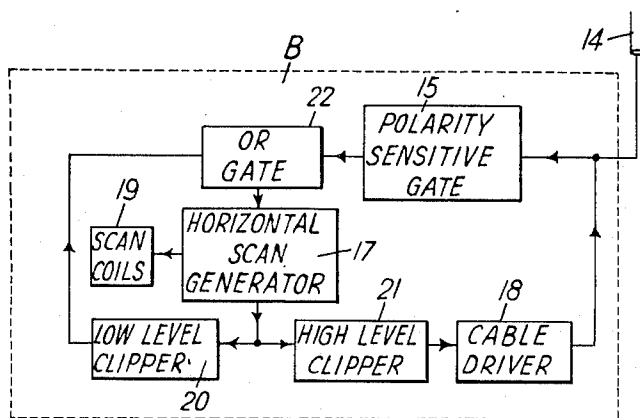 14
B
22
15
OR
GATE
POLARITY
SENSITIVE
GATE
19
SCAN
COILS
HORIZONTAL
SCAN
GENERATOR
17
21
18
LOW LEVEL
CLIPPER
20
HIGH LEVEL
CLIPPER
CABLE
DRIVER